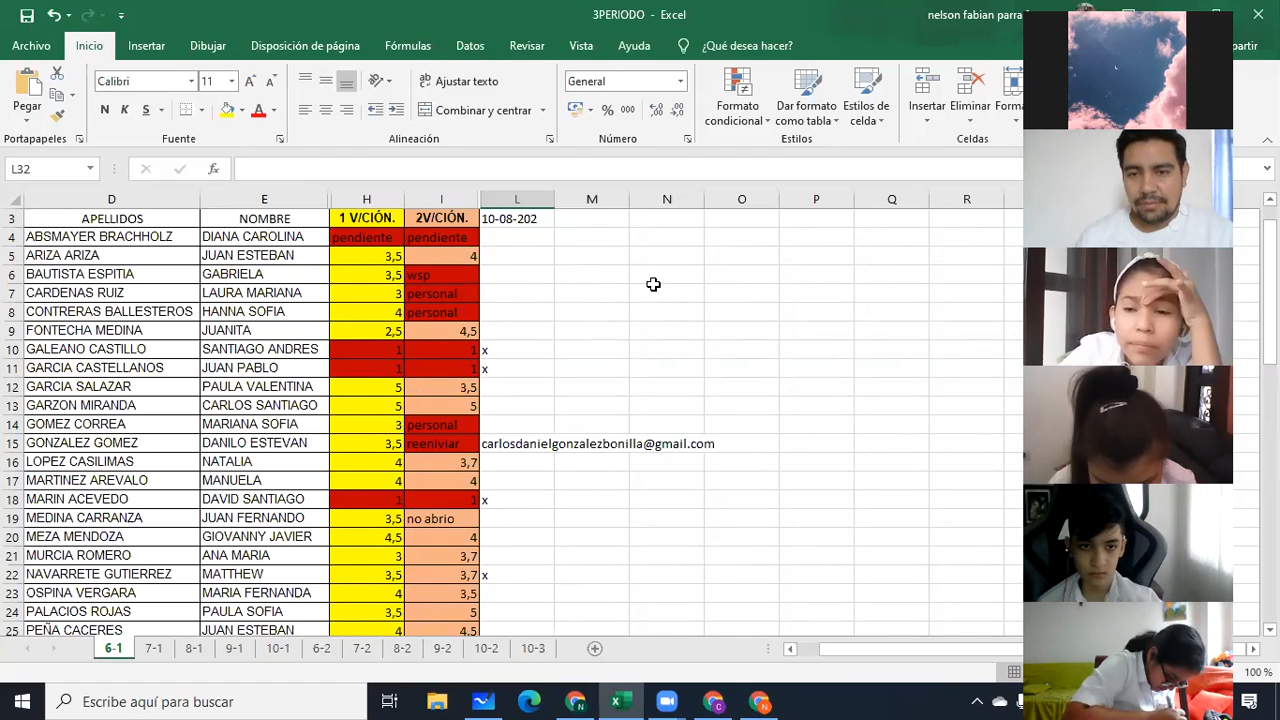 3PERIODO - Excel
nelson fabian parra
Archivo Inicio Insertar Dibujar Disposición de página Fórmulas Datos Revisar Vista Ayuda ¿Qué desea hacer?
partir
Pegar
Calibri 11
Ajustar texto
General
Formato condicional
Dar formato como tabla
Estilos de celda
Insertar
Eliminar
N K S
Combinar y centrar
% 000
Portapapeles Fuente Alineación Número Estilos Celdas
L32
fx
D E H I L M N O P Q R
3 APELLIDOS NOMBRE 1 V/CIÓN. 2V/CIÓN. 10-08-202
4 ABSMAYER BRACHHOLZ DIANA CAROLINA pendiente pendiente
5 ARIZA ARIZA JUAN ESTEBAN 3,5 4
6 BAUTISTA ESPITIA GABRIELA 3,5 wsp
7 CARDENAS RUIZ LAURA MARIANA 3 personal
8 CONTRERAS BALLESTEROS HANNA SOFIA 4 personal
9 FONTECHA MEDINA JUANITA 2,5 4,5
10 GALEANO CASTILLO SANTIAGO ANDRES 1 1 x
11 GARCIA CASTELLANOS JUAN PABLO 1 1 x
12 GARCIA SALAZAR PAULA VALENTINA 5 3,5
13 GARZON MIRANDA CARLOS SANTIAGO 5 5
14 GOMEZ CORREA MARIANA SOFIA 3 personal
15 GONZALEZ GOMEZ DANILO ESTEVAN 3,5 reeniviar carlosdanielgonzalezbonilla@gmail.com
16 LOPEZ CASILIMAS NATALIA 4 3,7
17 MARTINEZ AREVALO MANUELA 4 4
18 MARIN ACEVEDO DAVID SANTIAGO 1 1 x
19 MEDINA CARRANZA JUAN FERNANDO 3,5 no abrio
20 MEZA MENDOZA GIOVANNY JAVIER 4,5 4
21 MURCIA ROMERO ANA MARIA 3 3,7
22 NAVARRETE GUTIERREZ MATTHEW 3,5 3,7 x
23 OSPINA VERGARA MARIA FERNANDA 4 3,5
24 PALACIOS ROJAS PAULA SOFIA 3,5 5
25 PEÑA CACERES JUAN ESTEBAN 4 4,5
6-1 7-1 8-1 9-1 10-1 6-2 7-2 8-2 9-2 10-2 10-3
100 %
Escribe aquí para buscar